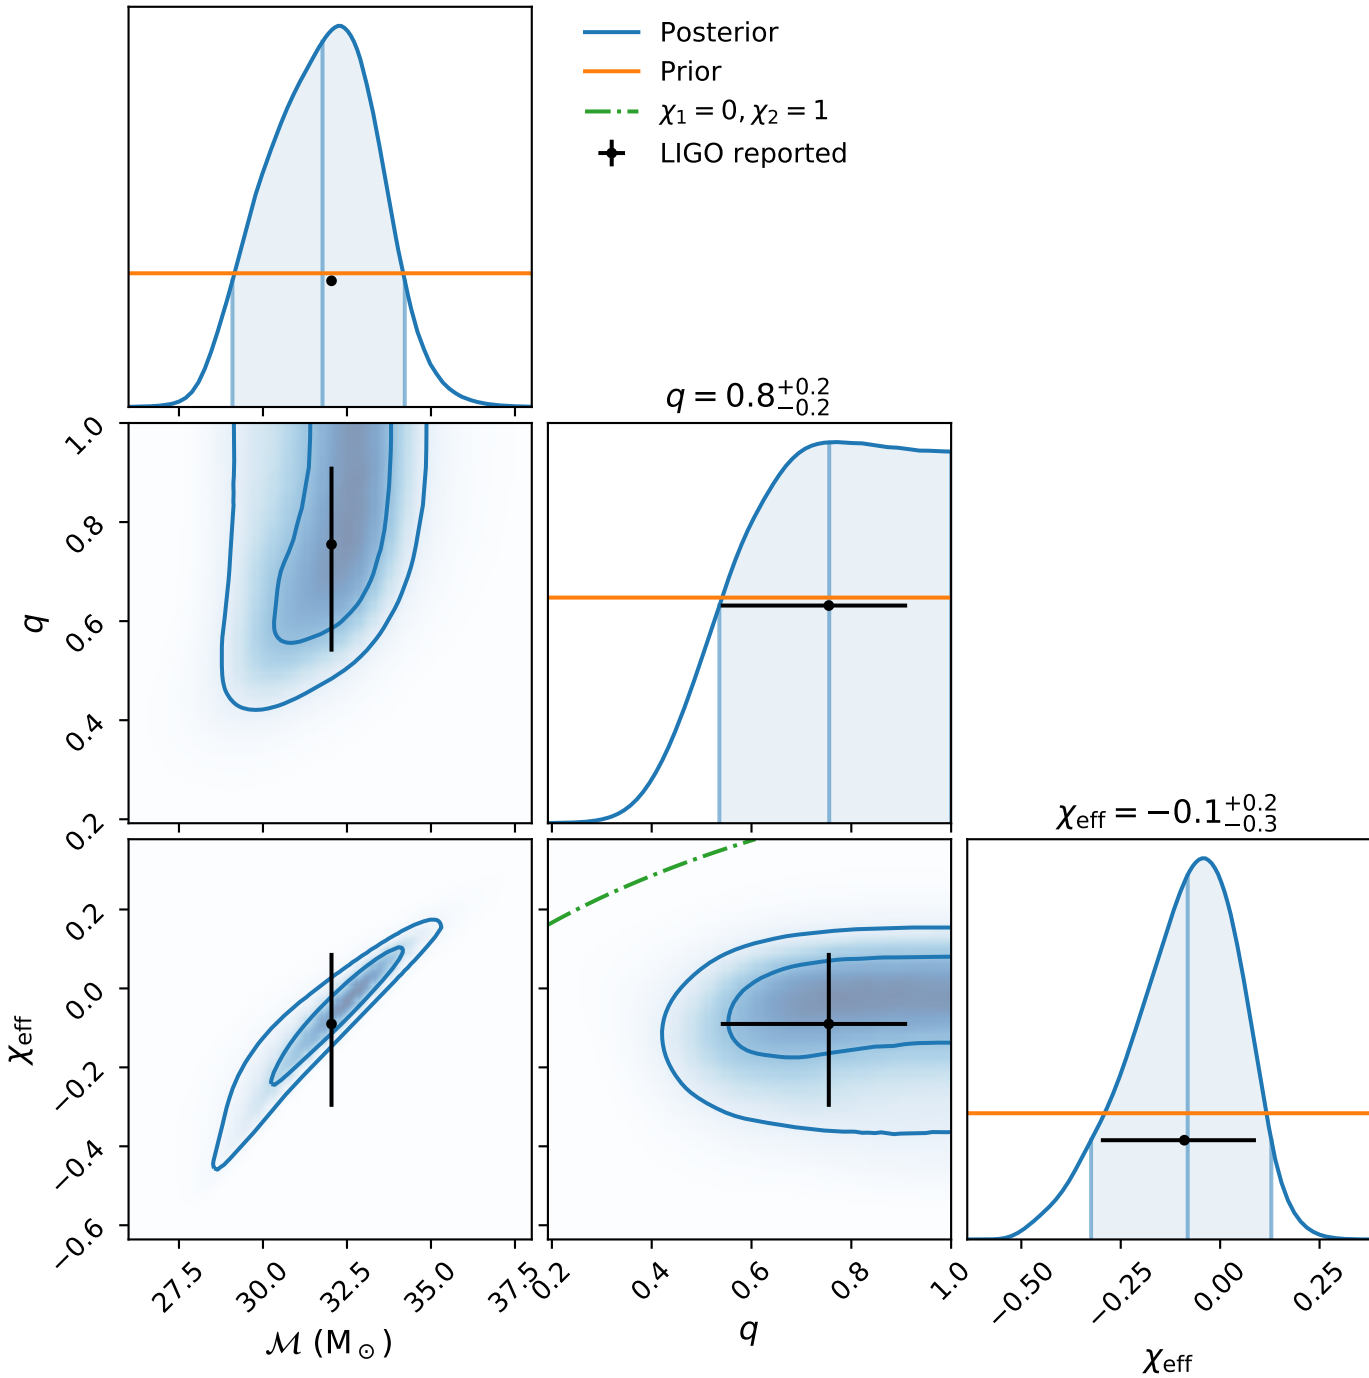 Posterior
Prior
χ₁ = 0, χ₂ = 1
LIGO reported
q = 0.8 +0.2 −0.2
1.0
0.8
0.6
0.4
0.2
q
χeff = −0.1 +0.2 −0.3
0.2
0.0
−0.2
−0.4
−0.6
χeff
27.5 30.0 32.5 35.0 37.5
0.2 0.4 0.6 0.8 1.0
−0.50 −0.25 0.00 0.25
ℳ (M⊙)
q
χeff